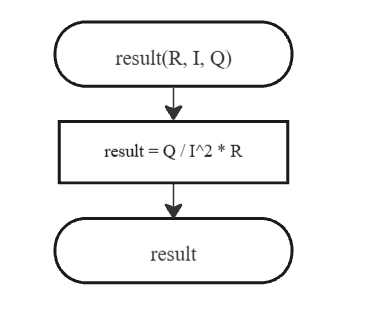 result(R, I, Q)
result = Q / I^2 * R
result